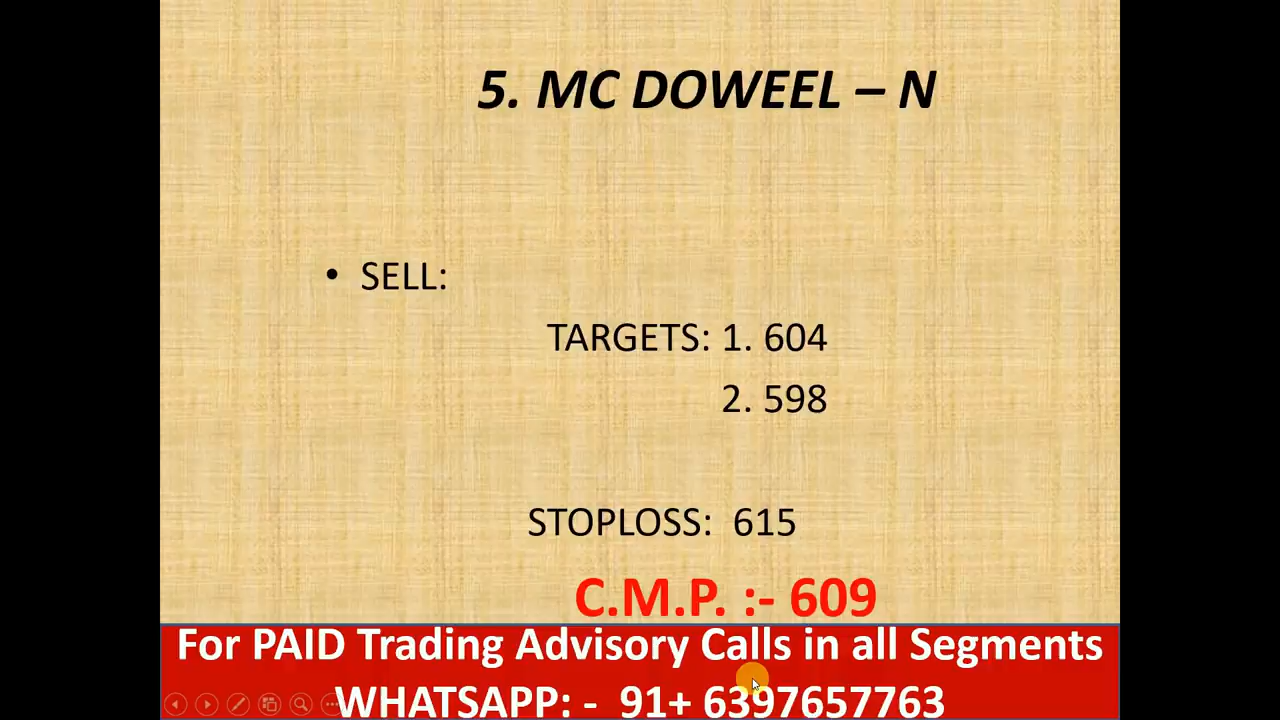 5. MC DOWEEL – N
• SELL:
TARGETS: 1. 604
2. 598
STOPLOSS: 615
C.M.P. :- 609
For PAID Trading Advisory Calls in all Segments
WHATSAPP: - 91+ 6397657763